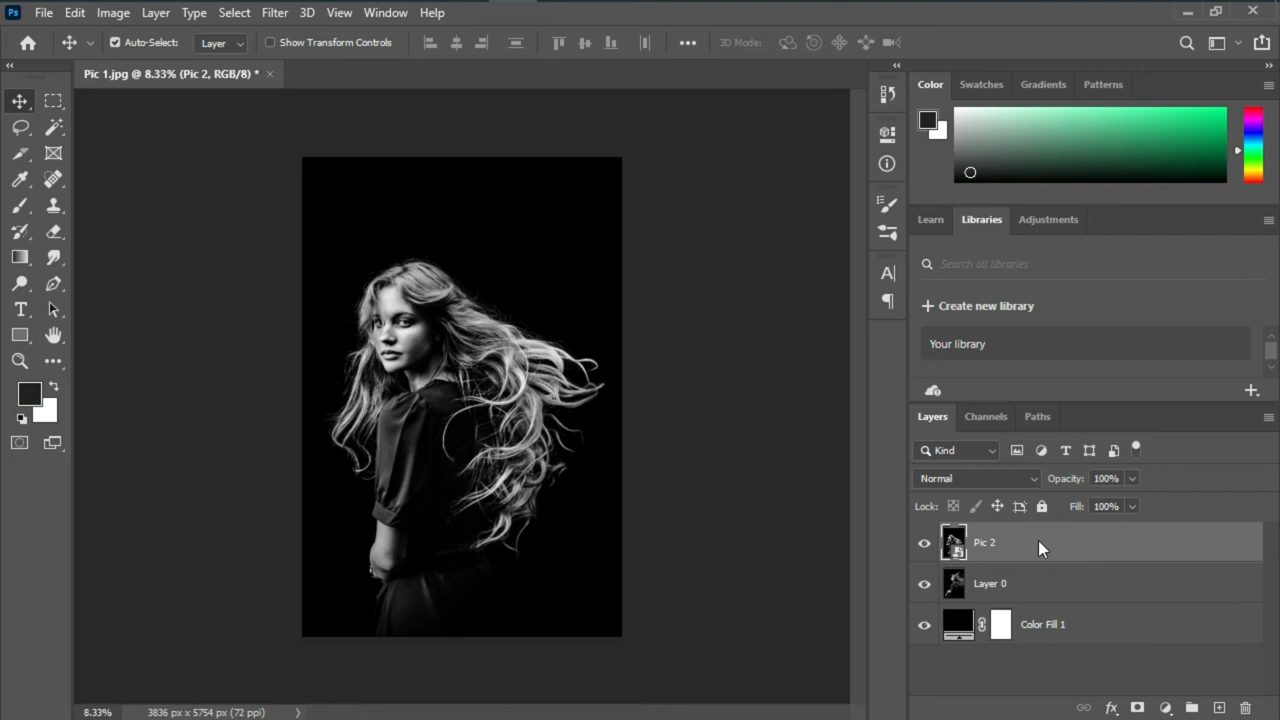 Ps File Edit Image Layer Type Select Filter 3D View Window Help
Auto-Select: Layer Show Transform Controls 3D Mode:
Pic 1.jpg @ 8.33% (Pic 2, RGB/8) *
Color Swatches Gradients Patterns
Learn Libraries Adjustments
Search all libraries
Create new library
Your library
Layers Channels Paths
Kind
Normal Opacity: 100%
Lock: Fill: 100%
Pic 2
Layer 0
Color Fill 1
8.33% 3836 px x 5754 px (72 ppi)